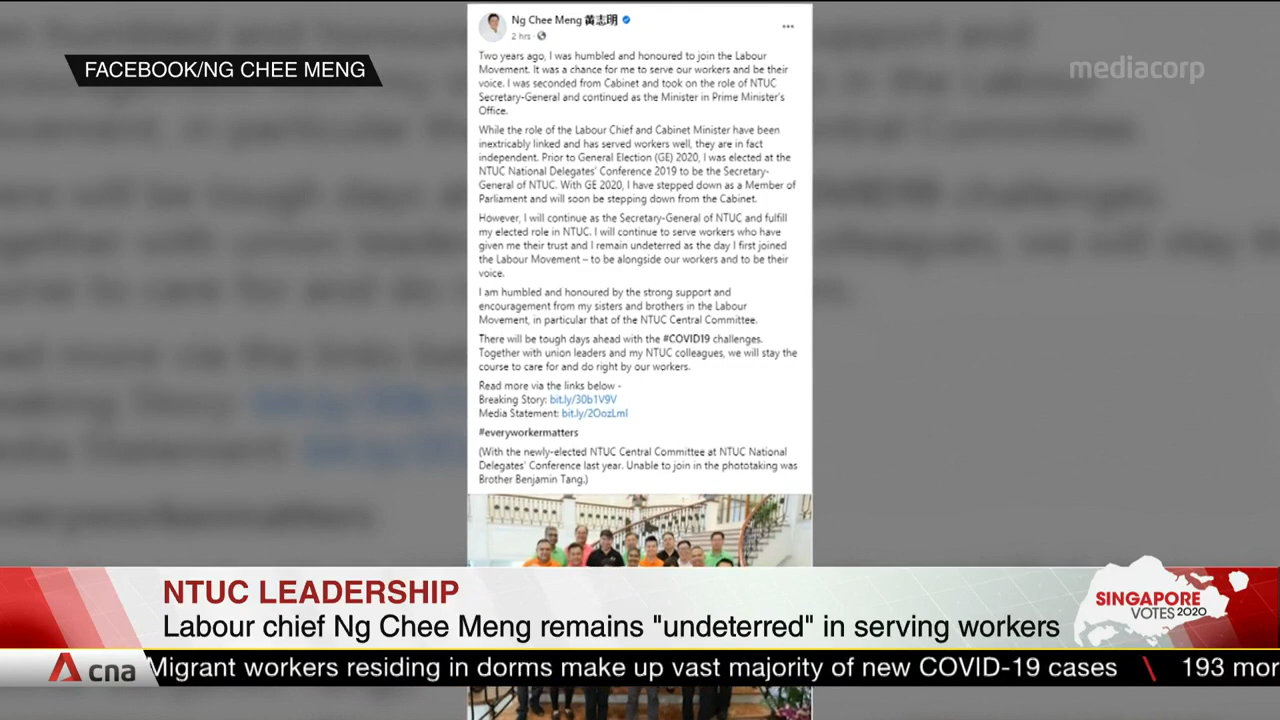 FACEBOOK/NG CHEE MENG
mediacorp
Ng Chee Meng 黃志明
2 hrs ·
Two years ago, I was humbled and honoured to join the Labour
Movement. It was a chance for me to serve our workers and be their
voice. I was seconded from Cabinet and took on the role of NTUC
Secretary-General and continued as the Minister in Prime Minister's
Office.
While the role of the Labour Chief and Cabinet Minister have been
inextricably linked and has served workers well, they are in fact
independent. Prior to General Election (GE) 2020, I was elected at the
NTUC National Delegates' Conference 2019 to be the Secretary-
General of NTUC. With GE 2020, I have stepped down as a Member of
Parliament and will soon be stepping down from the Cabinet.
However, I will continue as the Secretary-General of NTUC and fulfill
my elected role in NTUC. I will continue to serve workers who have
given me their trust and I remain undeterred as the day I first joined
the Labour Movement – to be alongside our workers and to be their
voice.
I am humbled and honoured by the strong support and
encouragement from my sisters and brothers in the Labour
Movement, in particular that of the NTUC Central Committee.
There will be tough days ahead with the #COVID19 challenges.
Together with union leaders and my NTUC colleagues, we will stay the
course to care for and do right by our workers.
Read more via the links below -
Breaking Story: bit.ly/30b1V9V
Media Statement: bit.ly/2OozLml
#everyworkermatters
(With the newly-elected NTUC Central Committee at NTUC National
Delegates' Conference last year. Unable to join in the phototaking was
Brother Benjamin Tang.)
NTUC LEADERSHIP
Labour chief Ng Chee Meng remains "undeterred" in serving workers
SINGAPORE
VOTES 2020
cna
Migrant workers residing in dorms make up vast majority of new COVID-19 cases \ 193 mor